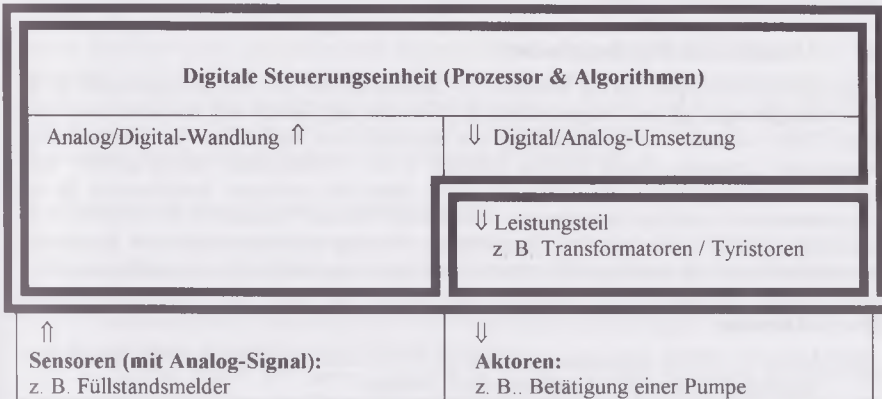 Digitale Steuerungseinheit (Prozessor & Algorithmen)
Analog/Digital-Wandlung ⇑
⇓ Digital/Analog-Umsetzung
⇓ Leistungsteil
z. B. Transformatoren / Tyristoren
⇑
Sensoren (mit Analog-Signal):
z. B. Füllstandsmelder
⇓
Aktoren:
z. B.. Betätigung einer Pumpe